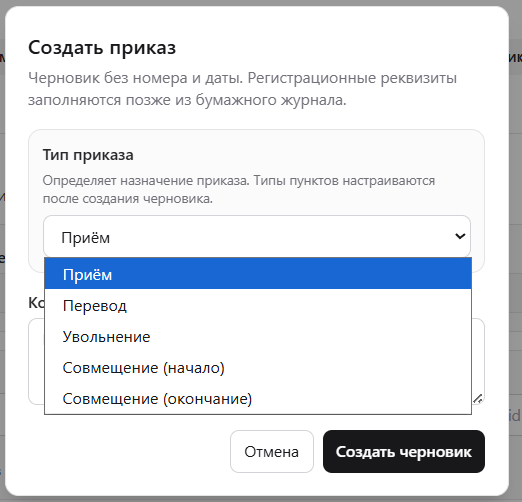 Создать приказ
Черновик без номера и даты. Регистрационные реквизиты
заполняются позже из бумажного журнала.
Тип приказа
Определяет назначение приказа. Типы пунктов настраиваются
после создания черновика.
Приём
Приём
Перевод
Увольнение
Совмещение (начало)
Совмещение (окончание)
Отмена
Создать черновик